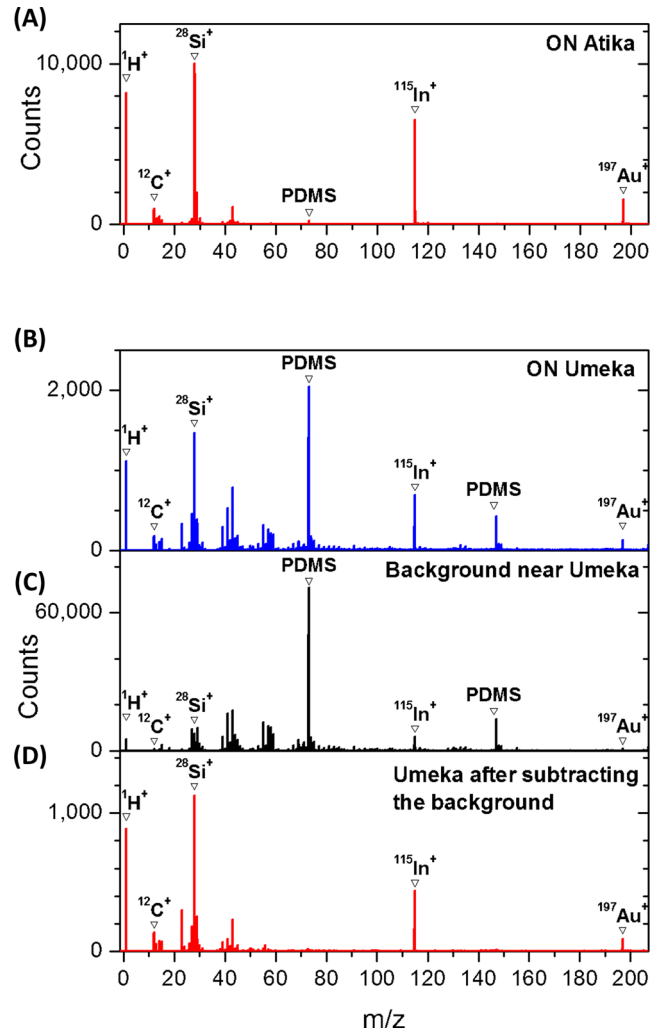 (A)
ON Atika
¹H⁺
¹²C⁺
²⁸Si⁺
PDMS
¹¹⁵In⁺
¹⁹⁷Au⁺
10,000
0
Counts
0 20 40 60 80 100 120 140 160 180 200
(B)
ON Umeka
¹H⁺
¹²C⁺
²⁸Si⁺
PDMS
¹¹⁵In⁺
PDMS
¹⁹⁷Au⁺
2,000
0
(C)
Background near Umeka
¹H⁺
¹²C⁺
²⁸Si⁺
PDMS
¹¹⁵In⁺
PDMS
¹⁹⁷Au⁺
60,000
0
Counts
(D)
Umeka after subtracting
the background
¹H⁺
¹²C⁺
²⁸Si⁺
¹¹⁵In⁺
¹⁹⁷Au⁺
1,000
0
0 20 40 60 80 100 120 140 160 180 200
m/z